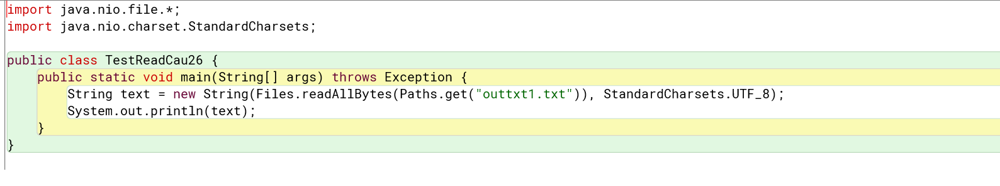 import java.nio.file.*;
import java.nio.charset.StandardCharsets;

public class TestReadCau26 {
    public static void main(String[] args) throws Exception {
        String text = new String(Files.readAllBytes(Paths.get("outtxt1.txt")), StandardCharsets.UTF_8);
        System.out.println(text);
    }
}